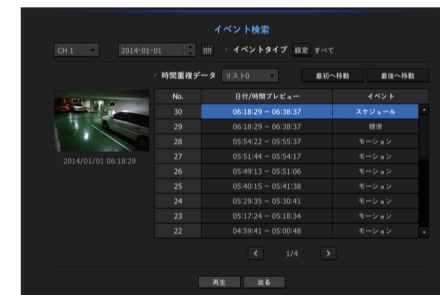 イベント検索
CH 1 2014-01-01 ・イベントタイプ 設定 すべて
・時間重複データ リスト0 最初へ移動 最後へ移動
No. 日付/時間プレビュー イベント
30 06:18:29 ~ 06:38:37 スケジュール
29 06:18:29 ~ 06:38:37 標準
28 05:54:22 ~ 05:55:37 モーション
27 05:51:44 ~ 05:54:17 モーション
26 05:49:13 ~ 05:51:06 モーション
25 05:40:15 ~ 05:41:38 モーション
24 05:29:35 ~ 05:30:41 モーション
23 05:17:24 ~ 05:18:34 モーション
22 04:59:41 ~ 05:00:48 モーション
2014/01/01 06:18:29
< 1/4 >
再生 戻る